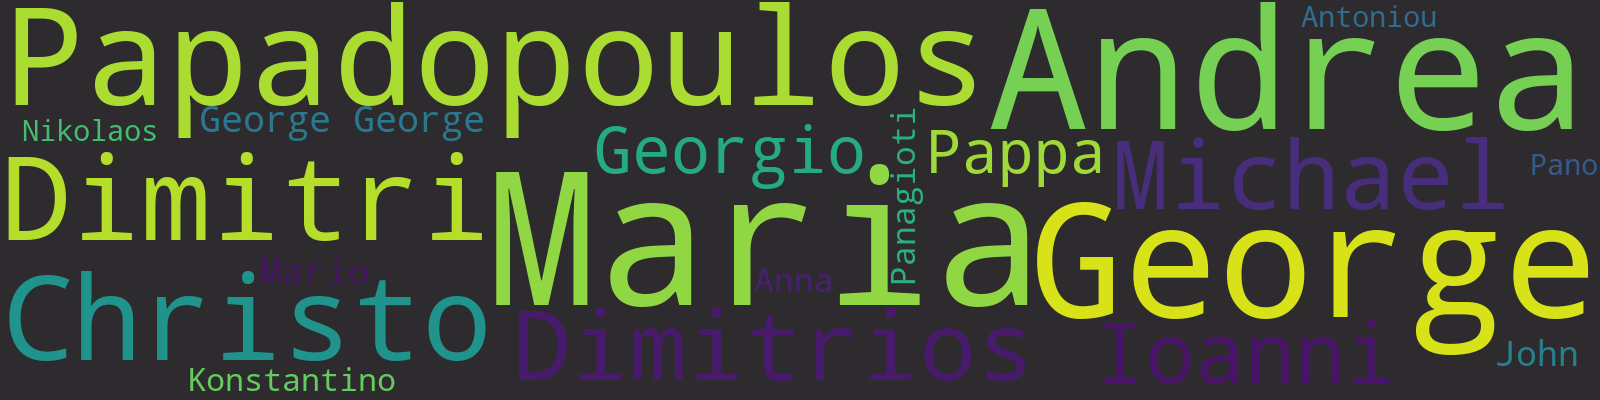 Papadopoulos
Andrea
Antoniou
Nikolaos
George George
Georgio
Panagioti
Pappa
Michael
Pano
Dimitri
Maria
George
Christo
Mario
Anna
Dimitrios
Ioanni
John
Konstantino